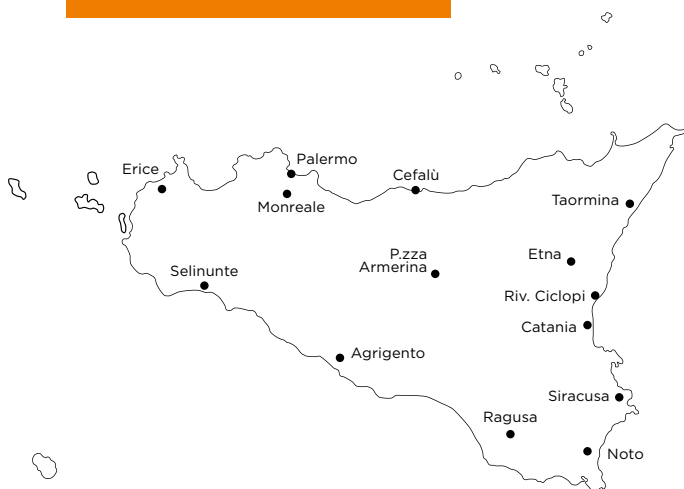 Palermo
Erice
Cefalù
Monreale
Taormina
P.zza
Armerina
Etna
Selinunte
Riv. Ciclopi
Catania
Agrigento
Siracusa
Ragusa
Noto